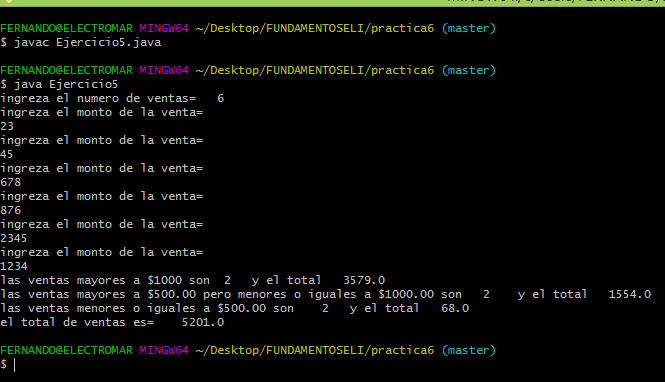 FERNANDO@ELECTROMAR MINGW64 ~/Desktop/FUNDAMENTOSELI/practica6 (master)
$ javac Ejercicio5.java
FERNANDO@ELECTROMAR MINGW64 ~/Desktop/FUNDAMENTOSELI/practica6 (master)
$ java Ejercicio5
ingreza el numero de ventas=   6
ingreza el monto de la venta=
23
ingreza el monto de la venta=
45
ingreza el monto de la venta=
678
ingreza el monto de la venta=
876
ingreza el monto de la venta=
2345
ingreza el monto de la venta=
1234
las ventas mayores a $1000 son  2   y el total   3579.0
las ventas mayores a $500.00 pero menores o iguales a $1000.00 son   2    y el total   1554.0
las ventas menores o iguales a $500.00 son    2   y el total   68.0
el total de ventas es=    5201.0
FERNANDO@ELECTROMAR MINGW64 ~/Desktop/FUNDAMENTOSELI/practica6 (master)
$